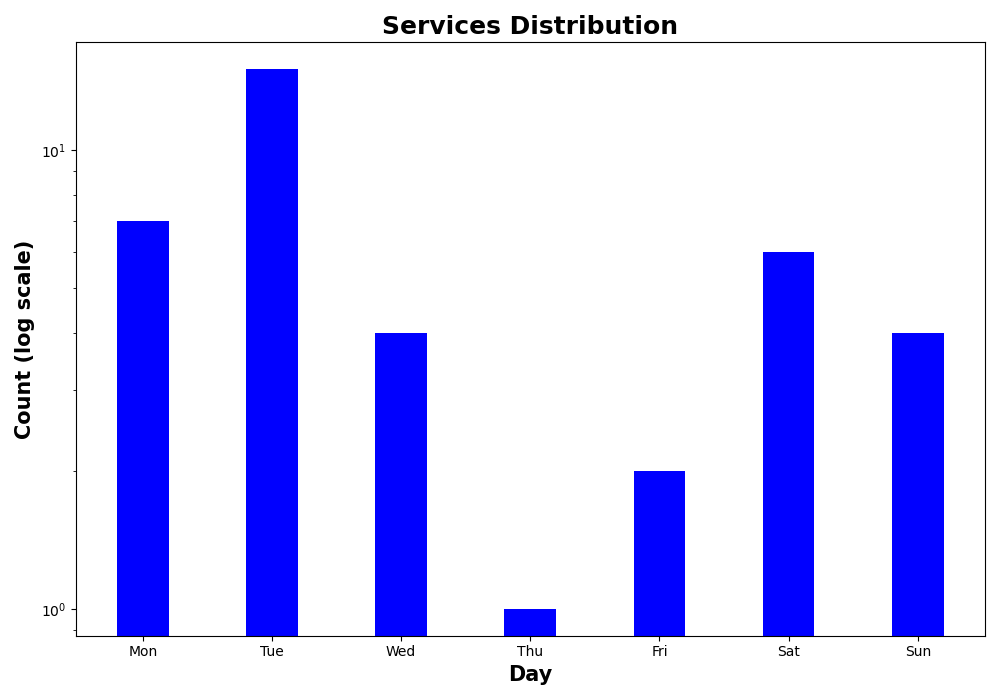 Services Distribution
Count (log scale)
10¹
10⁰
Mon Tue Wed Thu Fri Sat Sun
Day